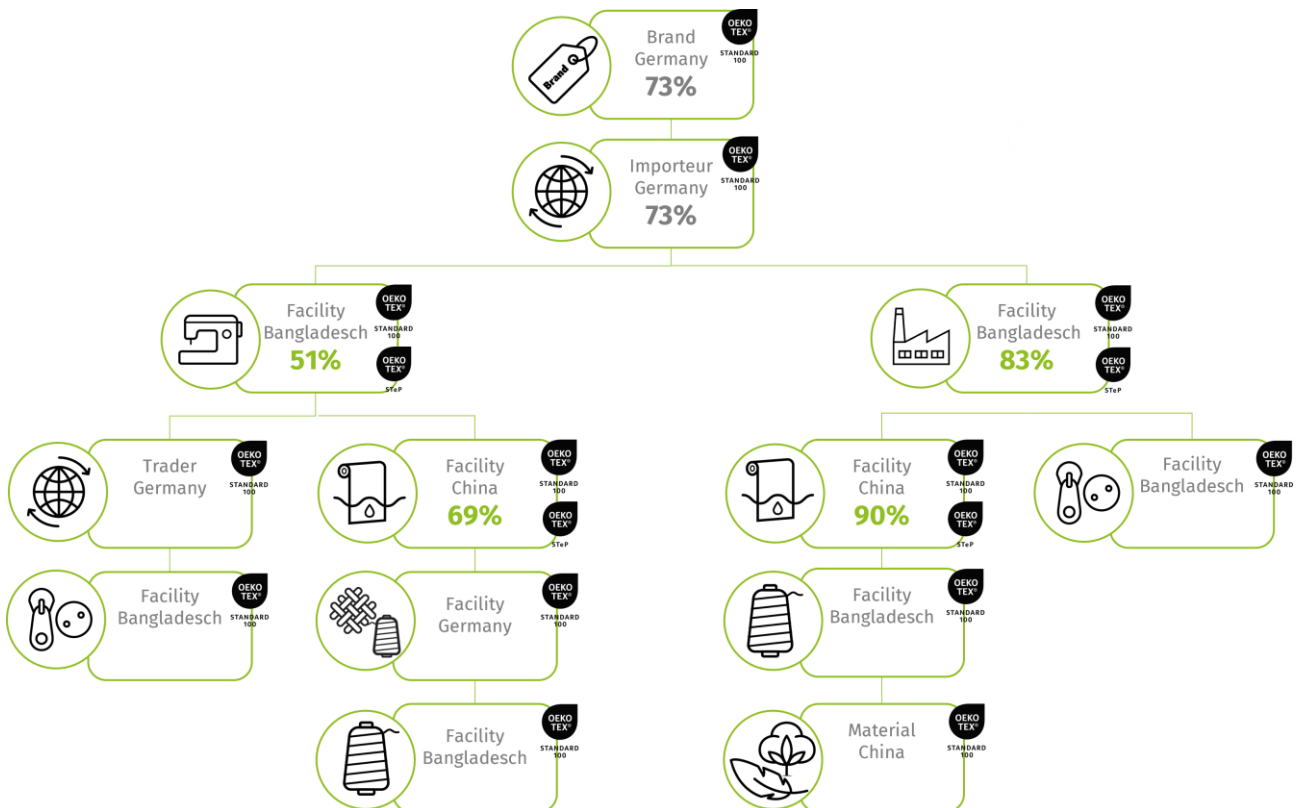 Brand
Germany
73%
OEKO
TEX®
STANDARD
100
Brand
Importeur
Germany
73%
OEKO
TEX®
STANDARD
100
Facility
Bangladesch
51%
OEKO
TEX®
STANDARD
100
OEKO
TEX®
STeP
Facility
Bangladesch
83%
OEKO
TEX®
STANDARD
100
OEKO
TEX®
STeP
Trader
Germany
OEKO
TEX®
STANDARD
100
Facility
China
69%
OEKO
TEX®
STANDARD
100
OEKO
TEX®
STeP
Facility
China
90%
OEKO
TEX®
STANDARD
100
OEKO
TEX®
STeP
Facility
Bangladesch
OEKO
TEX®
STANDARD
100
Facility
Bangladesch
OEKO
TEX®
STANDARD
100
Facility
Germany
OEKO
TEX®
STANDARD
100
Facility
Bangladesch
OEKO
TEX®
STANDARD
100
Facility
Bangladesch
OEKO
TEX®
STANDARD
100
Material
China
OEKO
TEX®
STANDARD
100